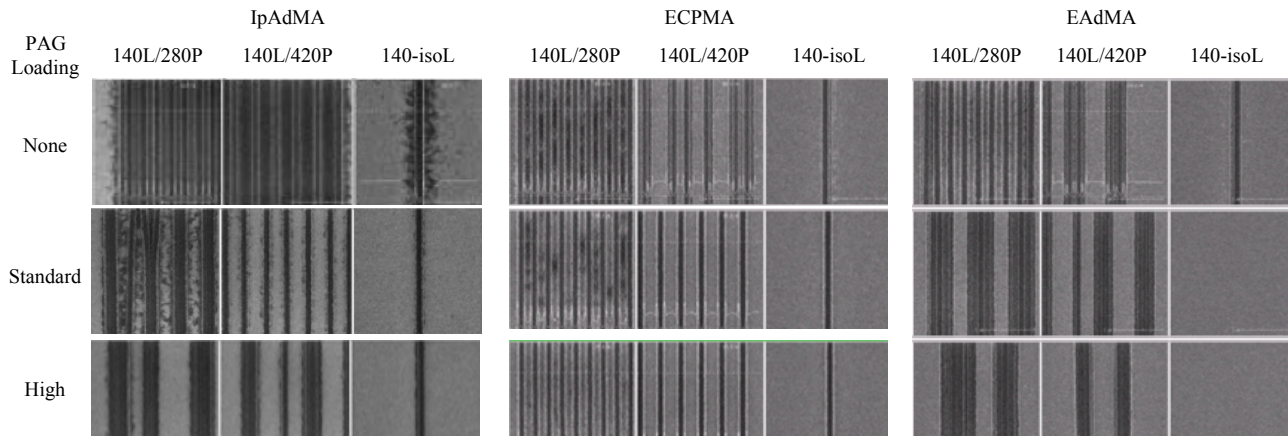 IpAdMA ECPMA EAdMA
PAG Loading 140L/280P 140L/420P 140-isoL 140L/280P 140L/420P 140-isoL 140L/280P 140L/420P 140-isoL
None
Standard
High